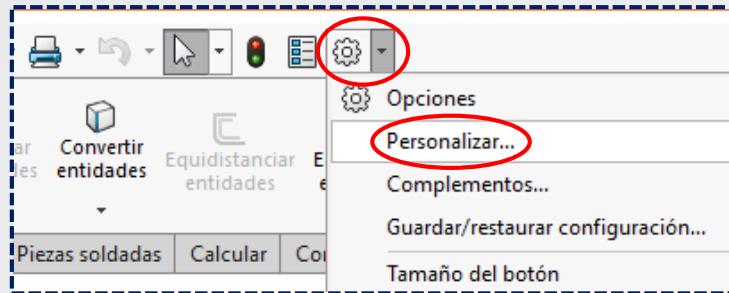 Opciones
Personalizar...
Complementos...
Guardar/restaurar configuración...
Tamaño del botón
Convertir
entidades
Equidistanciar
entidades
Piezas soldadas
Calcular